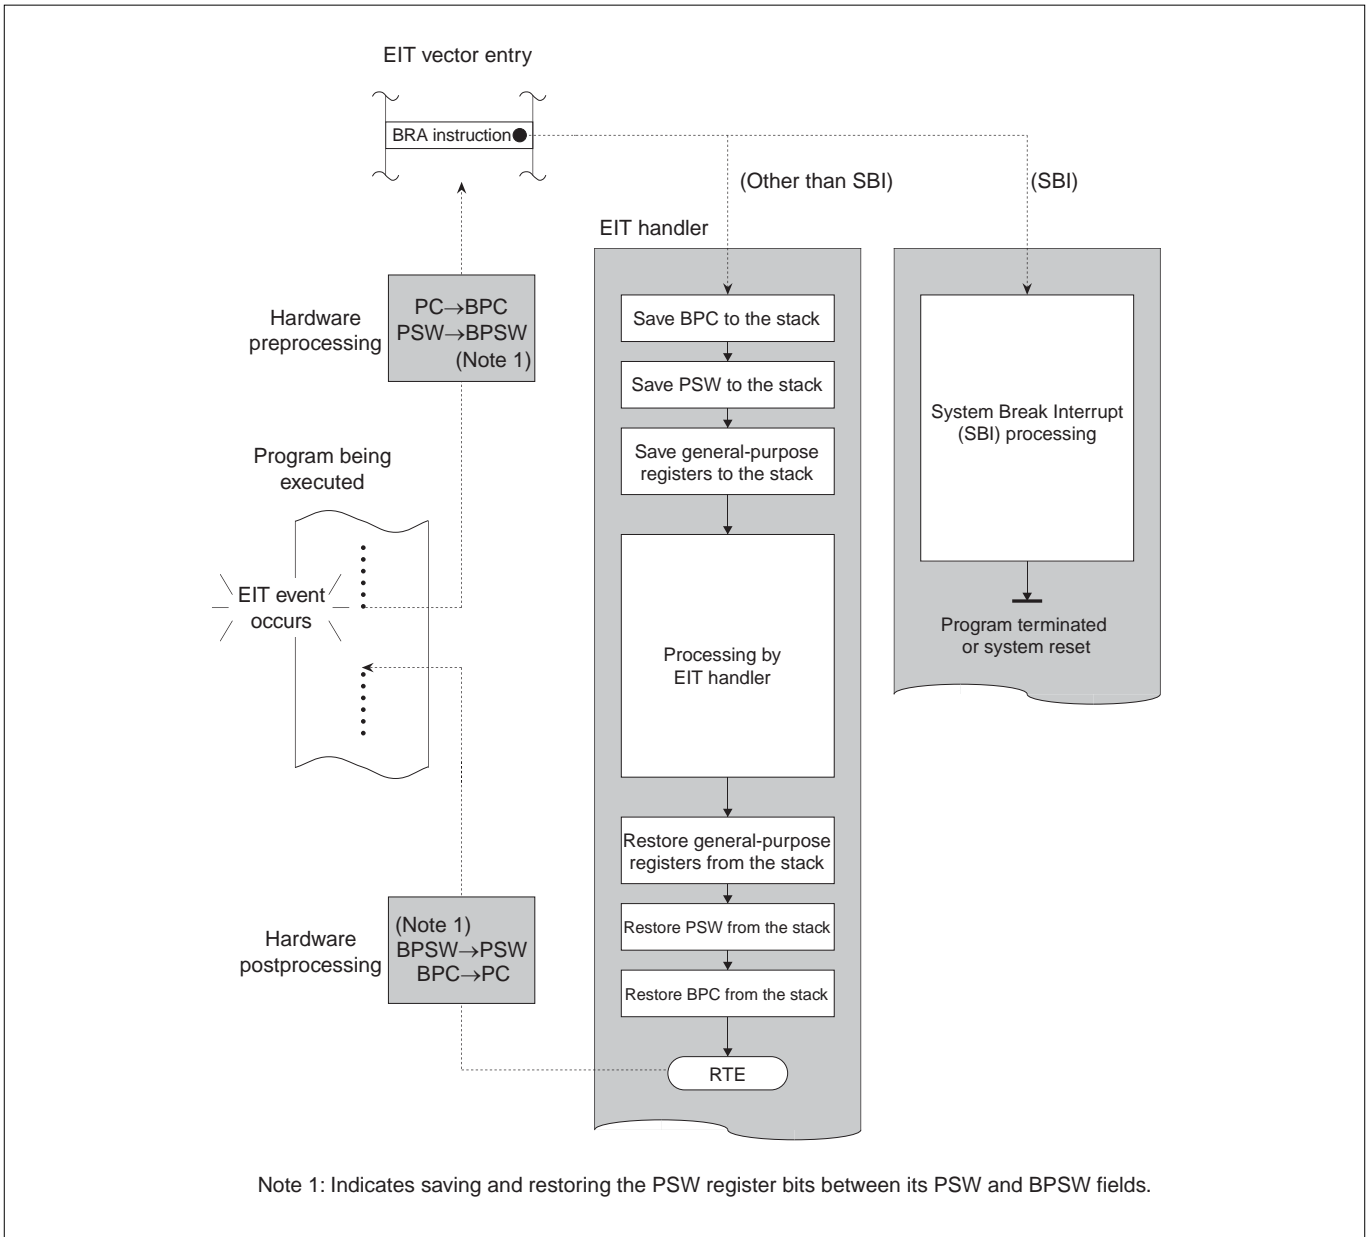 EIT vector entry
BRA instruction
(Other than SBI)
(SBI)
EIT handler
Hardware
preprocessing
PC→BPC
PSW→BPSW
(Note 1)
Program being
executed
EIT event
occurs
Save BPC to the stack
Save PSW to the stack
Save general-purpose
registers to the stack
Processing by
EIT handler
Restore general-purpose
registers from the stack
Restore PSW from the stack
Restore BPC from the stack
RTE
System Break Interrupt
(SBI) processing
Program terminated
or system reset
Hardware
postprocessing
(Note 1)
BPSW→PSW
BPC→PC
Note 1: Indicates saving and restoring the PSW register bits between its PSW and BPSW fields.